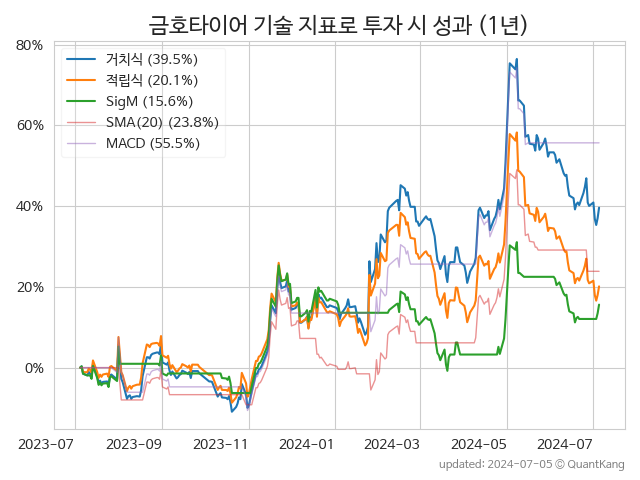 금호타이어 기술 지표로 투자 시 성과 (1년)
80%
60%
40%
20%
0%
거치식 (39.5%)
적립식 (20.1%)
SigM (15.6%)
SMA(20) (23.8%)
MACD (55.5%)
2023-07 2023-09 2023-11 2024-01 2024-03 2024-05 2024-07
updated: 2024-07-05 © QuantKang